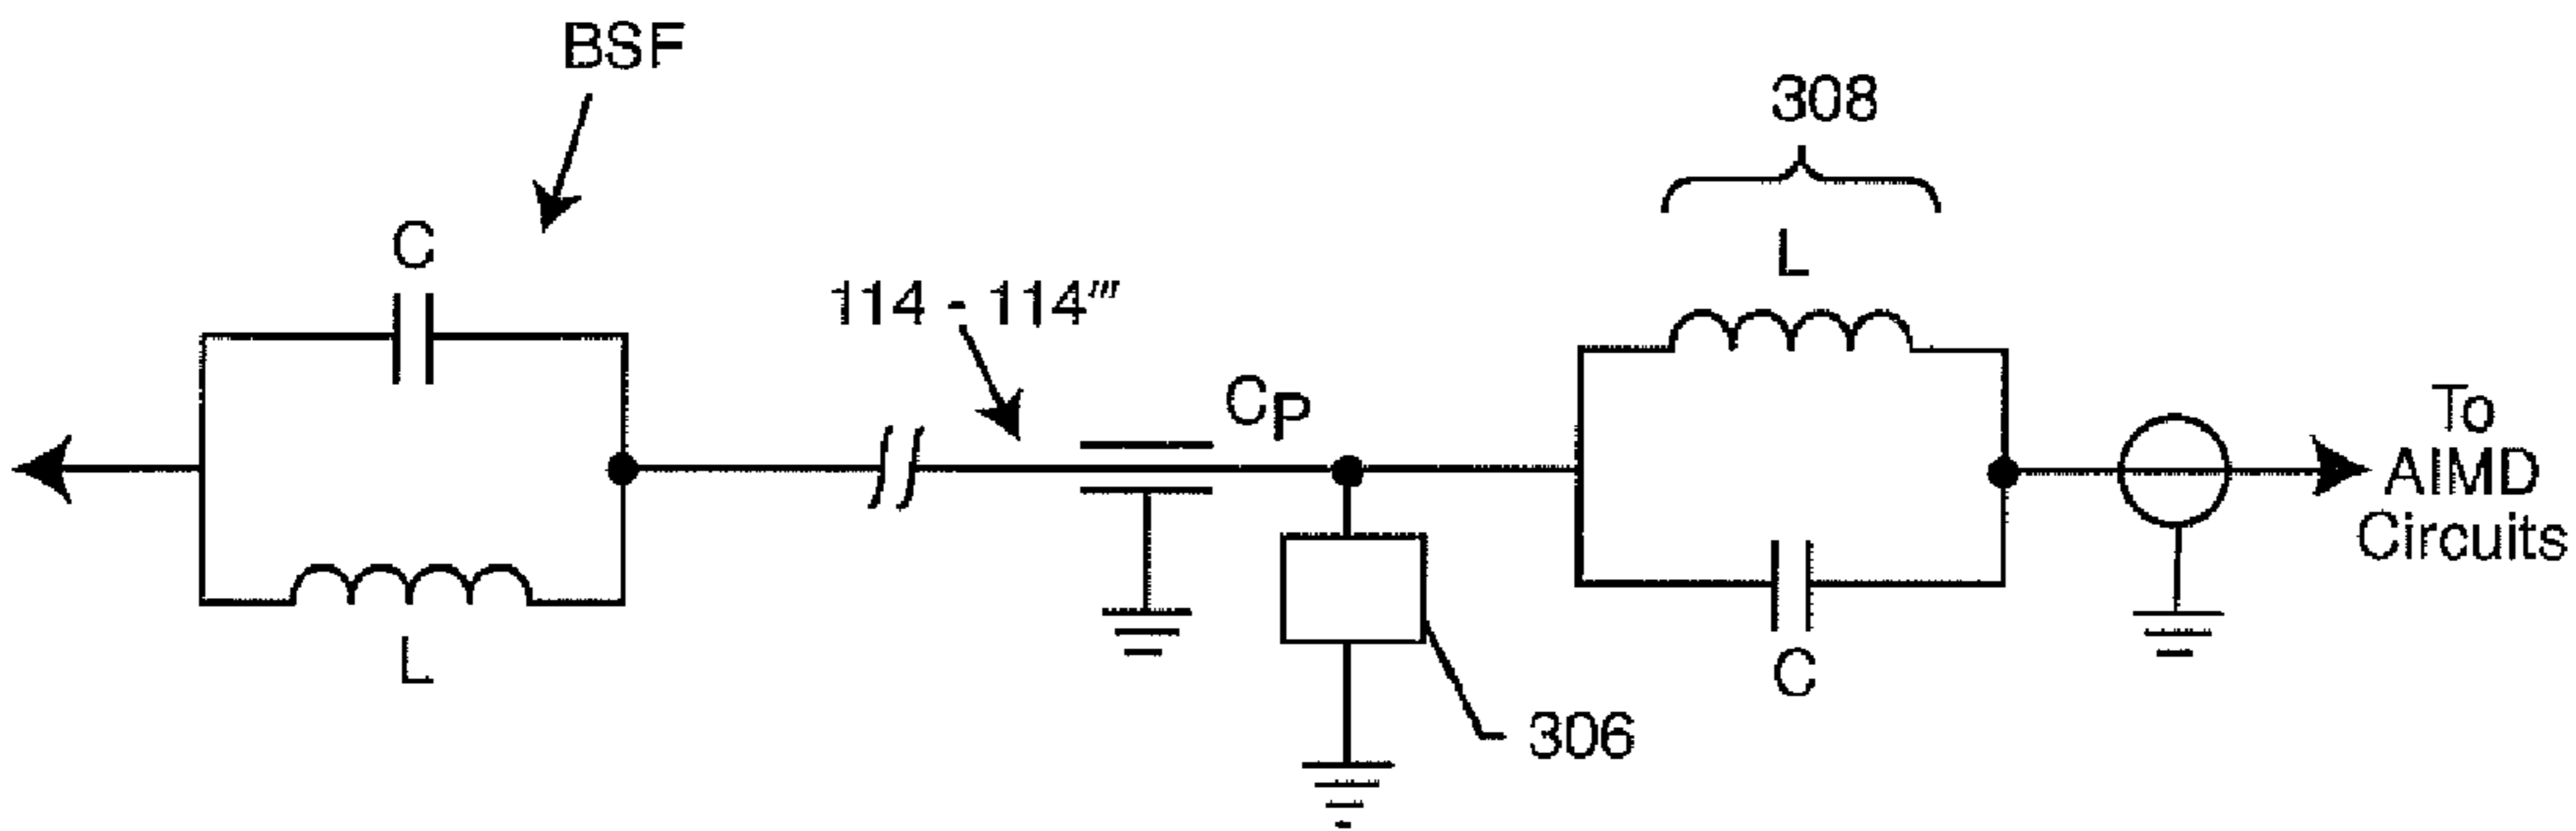 BSF
308
C
L
114 - 114‴
CP
To
AIMD
Circuits
L
C
306